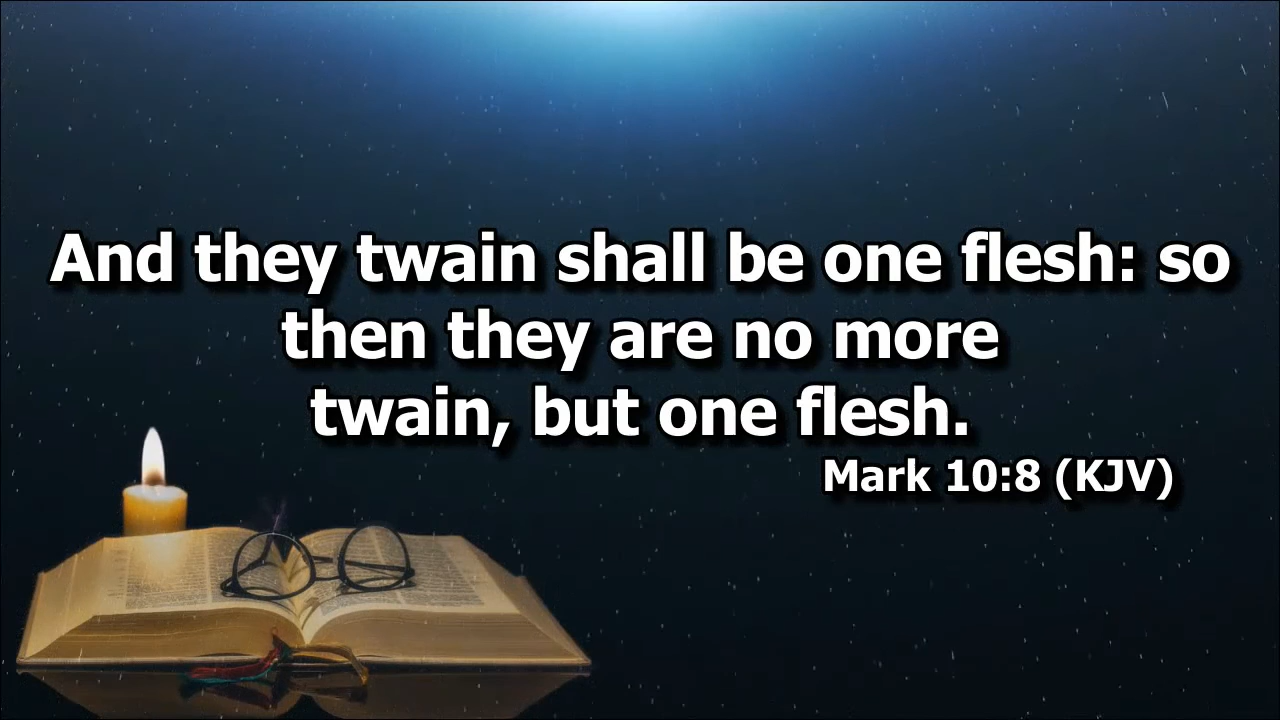 And they twain shall be one flesh: so
then they are no more
twain, but one flesh.
Mark 10:8 (KJV)